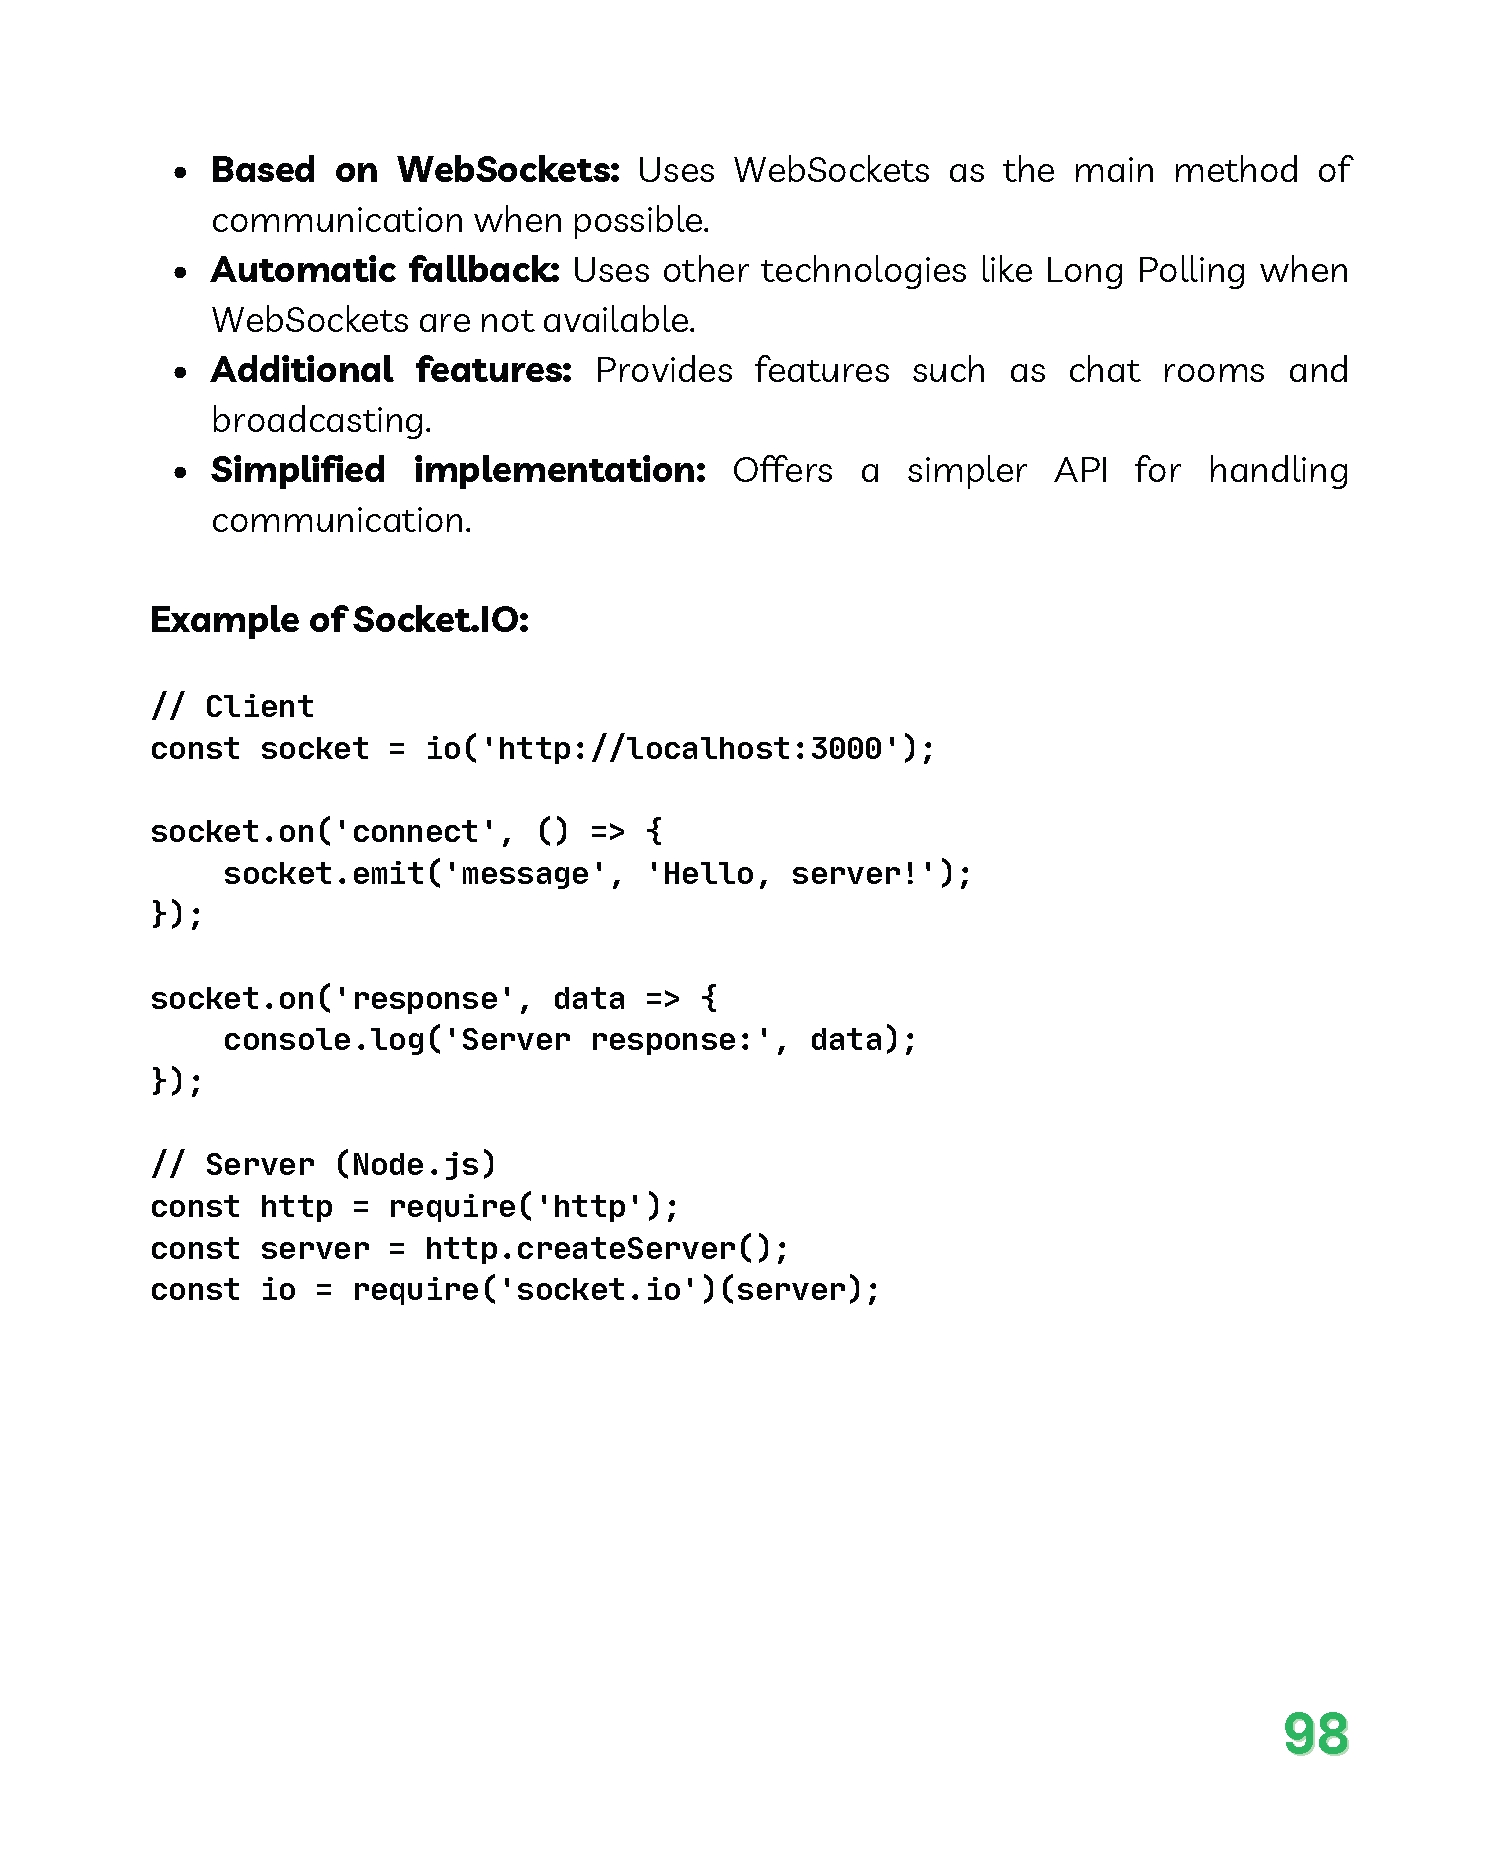 • Based on WebSockets: Uses WebSockets as the main method of
communication when possible.
• Automatic fallback: Uses other technologies like Long Polling when
WebSockets are not available.
• Additional features: Provides features such as chat rooms and
broadcasting.
• Simplified implementation: Offers a simpler API for handling
communication.
Example of Socket.IO:
// Client
const socket = io('http://localhost:3000');
socket.on('connect', () => {
    socket.emit('message', 'Hello, server!');
});
socket.on('response', data => {
    console.log('Server response:', data);
});
// Server (Node.js)
const http = require('http');
const server = http.createServer();
const io = require('socket.io')(server);
98